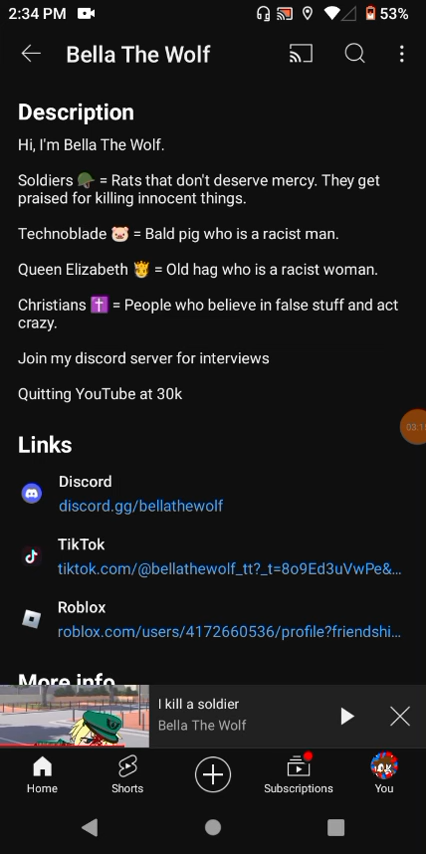 2:34 PM 53%
Bella The Wolf
Description
Hi, I'm Bella The Wolf.
Soldiers 🪖 = Rats that don't deserve mercy. They get
praised for killing innocent things.
Technoblade 🐷 = Bald pig who is a racist man.
Queen Elizabeth 👸 = Old hag who is a racist woman.
Christians ✝️ = People who believe in false stuff and act
crazy.
Join my discord server for interviews
Quitting YouTube at 30k
Links
Discord
discord.gg/bellathewolf
TikTok
tiktok.com/@bellathewolf_tt?_t=8o9Ed3uVwPe&...
Roblox
roblox.com/users/4172660536/profile?friendshi...
More info
I kill a soldier
Bella The Wolf
Home Shorts Subscriptions You